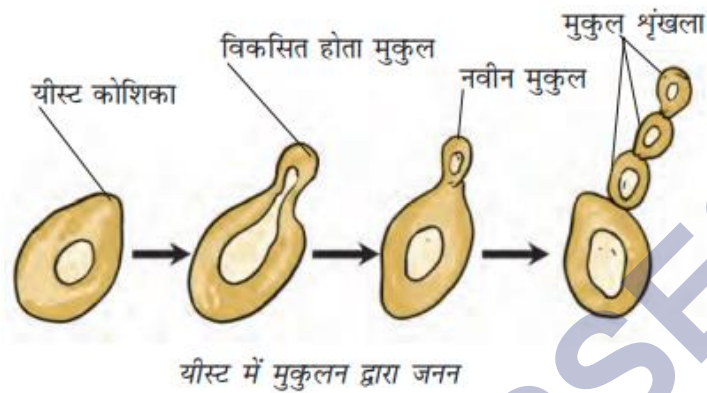 यीस्ट कोशिका
विकसित होता मुकुल
नवीन मुकुल
मुकुल शृंखला
यीस्ट में मुकुलन द्वारा जनन